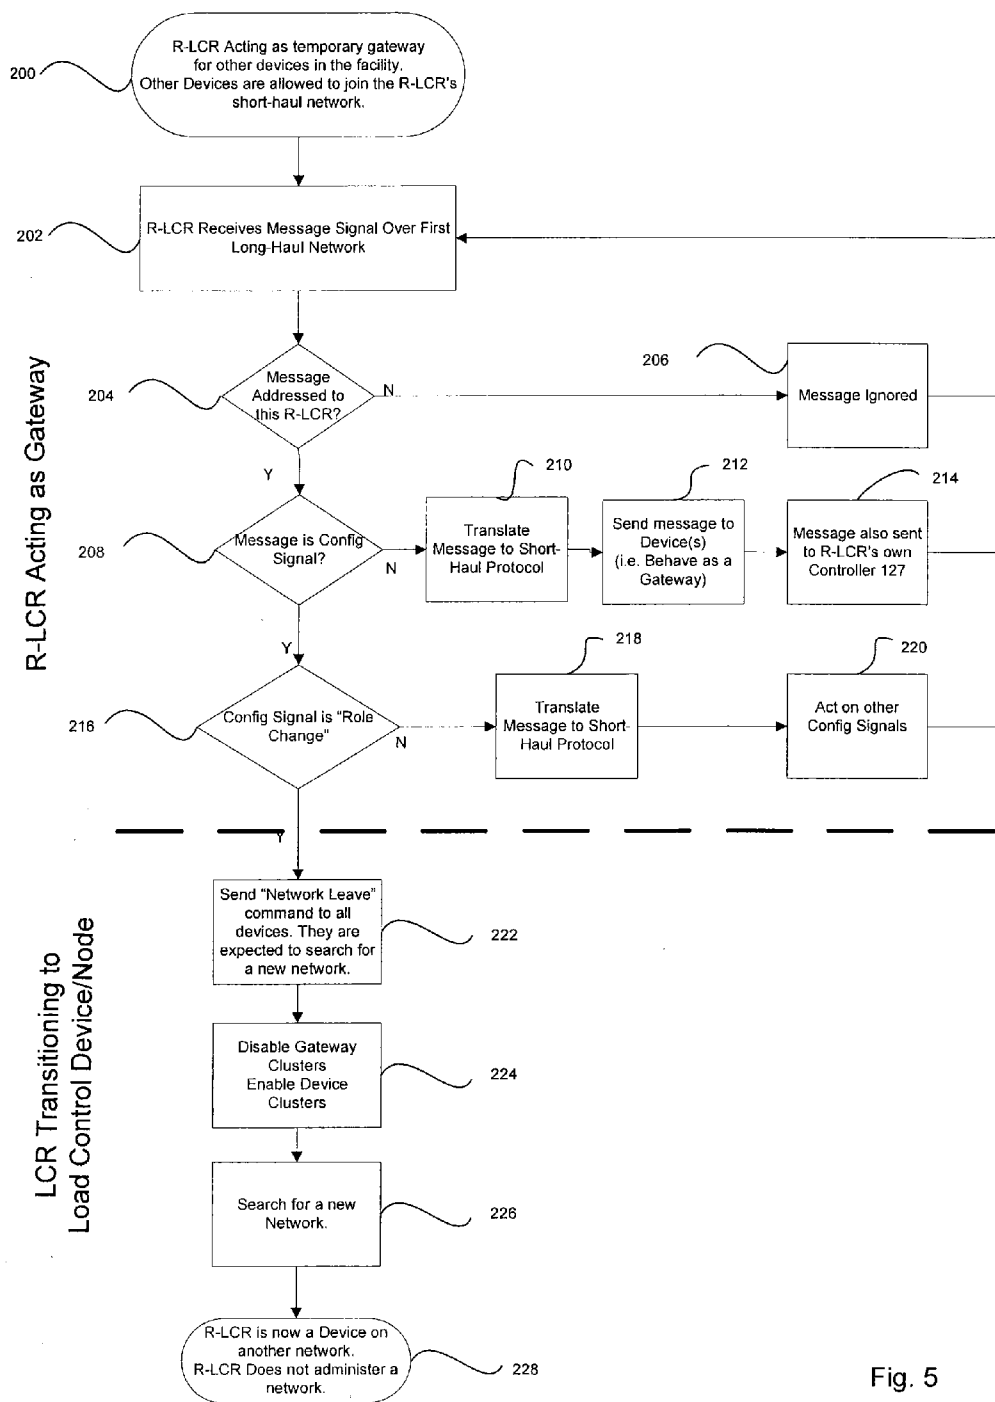 R-LCR Acting as temporary gateway
for other devices in the facility.
Other Devices are allowed to join the R-LCR's
short-haul network.
200
R-LCR Receives Message Signal Over First
Long-Haul Network
202
R-LCR Acting as Gateway
Message
Addressed to
this R-LCR?
204
N
Y
206
Message Ignored
Message is Config
Signal?
208
N
Y
210
Translate
Message to Short-
Haul Protocol
212
Send message to
Device(s)
(i.e. Behave as a
Gateway)
214
Message also sent
to R-LCR's own
Controller 127
Config Signal is "Role
Change"
216
N
Y
218
Translate
Message to Short-
Haul Protocol
220
Act on other
Config Signals
LCR Transitioning to
Load Control Device/Node
Send "Network Leave"
command to all
devices. They are
expected to search for
a new network.
222
Disable Gateway
Clusters
Enable Device
Clusters
224
Search for a new
Network.
226
R-LCR is now a Device on
another network.
R-LCR Does not administer a
network.
228
Fig. 5